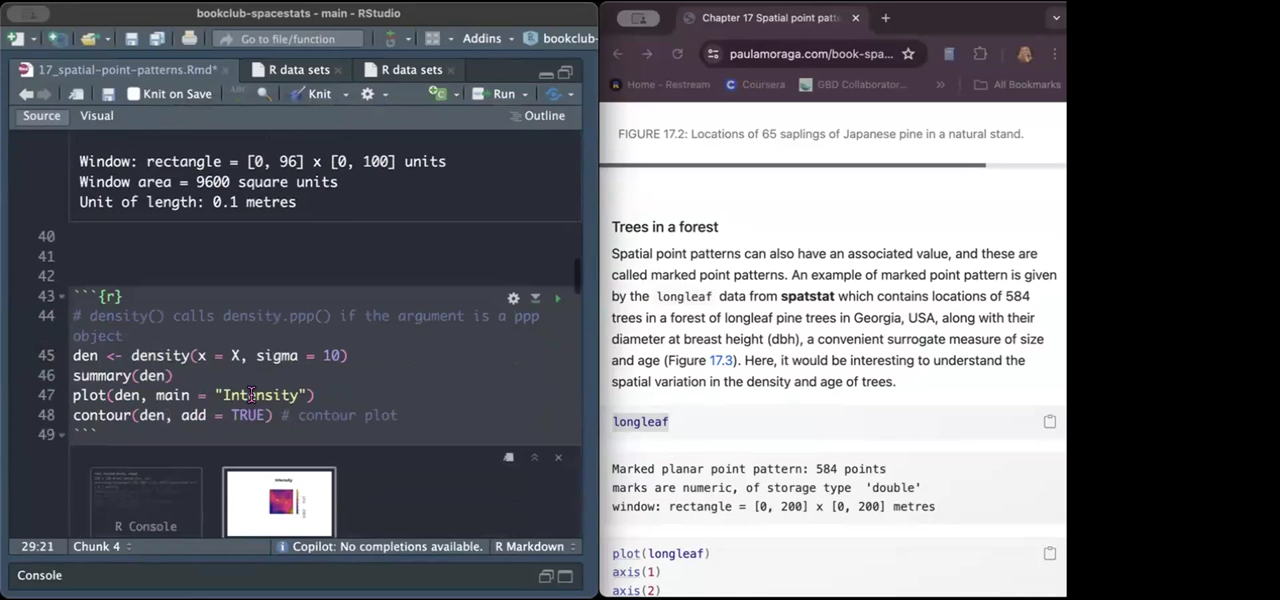 bookclub-spacestats - main - RStudio
Go to file/function
Addins
bookclub-
17_spatial-point-patterns.Rmd*
R data sets
R data sets
Knit on Save
ABC
Knit
Run
Source
Visual
Outline
Window: rectangle = [0, 96] x [0, 100] units
Window area = 9600 square units
Unit of length: 0.1 metres
40
41
42
43 ```{r}
44 # density() calls density.ppp() if the argument is a ppp
object
45 den <- density(x = X, sigma = 10)
46 summary(den)
47 plot(den, main = "Intensity")
48 contour(den, add = TRUE) # contour plot
49 ```
R Console
Intensity
29:21
Chunk 4
Copilot: No completions available.
R Markdown
Console
Chapter 17 Spatial point patt
paulamoraga.com/book-spa...
Home - Restream
Coursera
GBD Collaborator...
»
All Bookmarks
FIGURE 17.2: Locations of 65 saplings of Japanese pine in a natural stand.
Trees in a forest
Spatial point patterns can also have an associated value, and these are
called marked point patterns. An example of marked point pattern is given
by the longleaf data from spatstat which contains locations of 584
trees in a forest of longleaf pine trees in Georgia, USA, along with their
diameter at breast height (dbh), a convenient surrogate measure of size
and age (Figure 17.3). Here, it would be interesting to understand the
spatial variation in the density and age of trees.
longleaf
Marked planar point pattern: 584 points
marks are numeric, of storage type 'double'
window: rectangle = [0, 200] x [0, 200] metres
plot(longleaf)
axis(1)
axis(2)